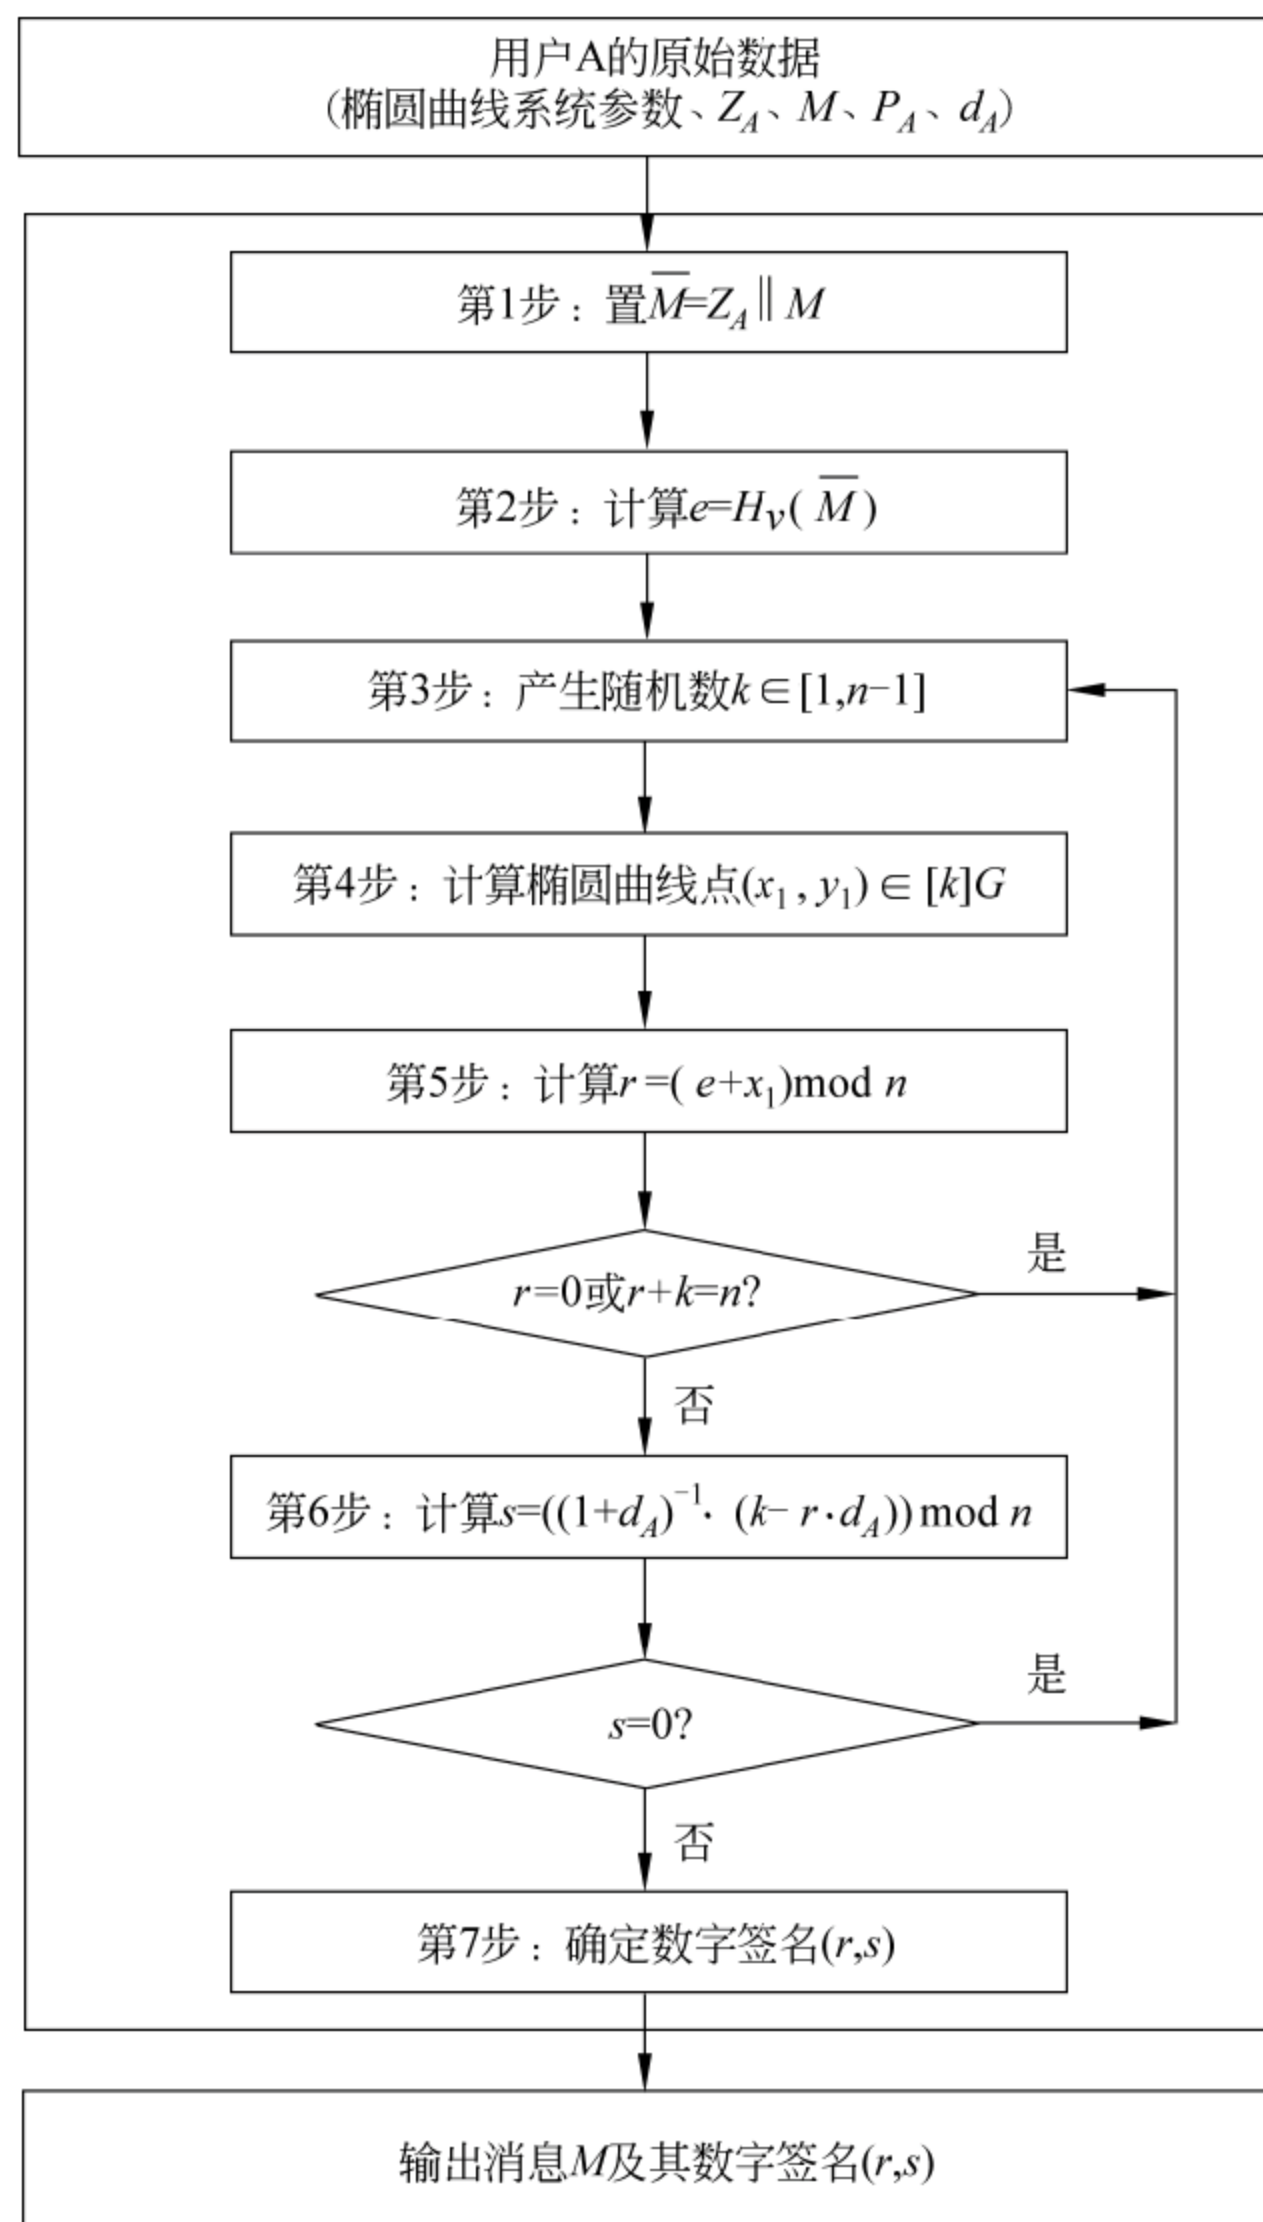 用户A的原始数据
(椭圆曲线系统参数、Z_A、M、P_A、d_A)
第1步：置M̅=Z_A‖M
第2步：计算e=Hv(M̅)
第3步：产生随机数k∈[1,n−1]
第4步：计算椭圆曲线点(x₁,y₁)∈[k]G
第5步：计算r=(e+x₁)mod n
r=0或r+k=n?
是
否
第6步：计算s=((1+d_A)⁻¹·(k−r·d_A))mod n
s=0?
是
否
第7步：确定数字签名(r,s)
输出消息M及其数字签名(r,s)